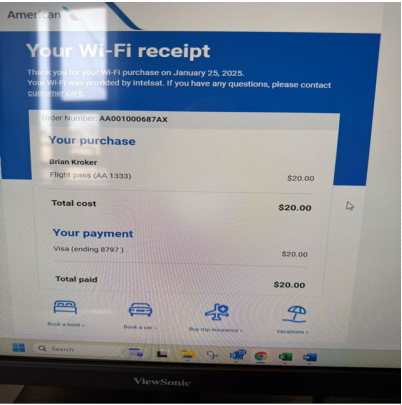 American
Your Wi-Fi receipt
Thank you for your Wi-Fi purchase on January 25, 2025.
Your Wi-Fi was provided by Intelsat. If you have any questions, please contact
customer care.
Order Number: AA001000687AX
Your purchase
Brian Kroker
Flight pass (AA 1333) $20.00
Total cost $20.00
Your payment
Visa (ending 8797 ) $20.00
Total paid $20.00
Book a hotel » Book a car » Buy trip insurance » Vacations »
Search
ViewSonic